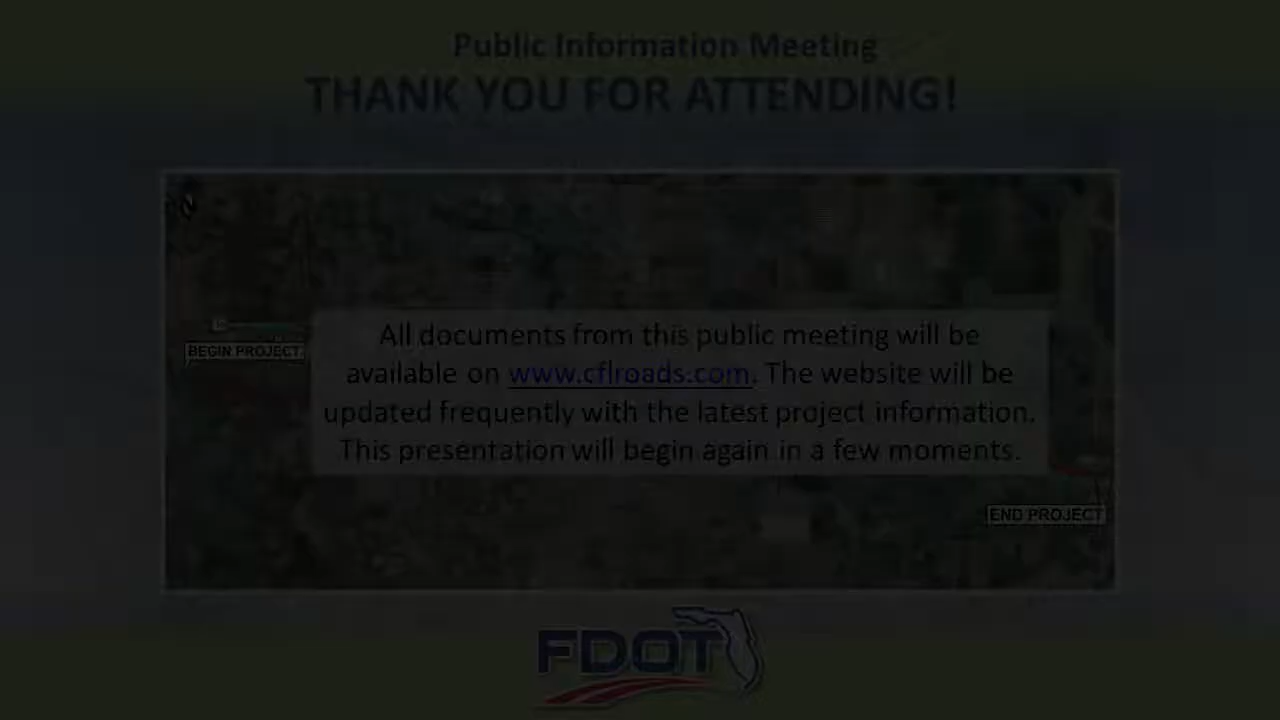 Public Information Meeting
THANK YOU FOR ATTENDING!
N
BEGIN PROJECT
All documents from this public meeting will be
available on www.cflroads.com. The website will be
updated frequently with the latest project information.
This presentation will begin again in a few moments.
END PROJECT
FDOT